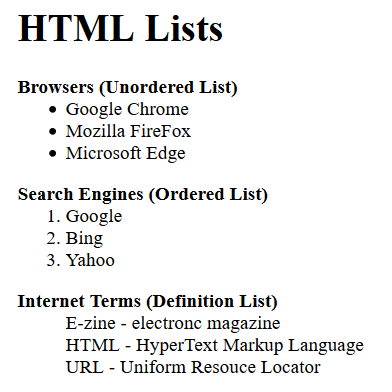 HTML Lists
Browsers (Unordered List)
• Google Chrome
• Mozilla FireFox
• Microsoft Edge
Search Engines (Ordered List)
1. Google
2. Bing
3. Yahoo
Internet Terms (Definition List)
E-zine - electronc magazine
HTML - HyperText Markup Language
URL - Uniform Resouce Locator